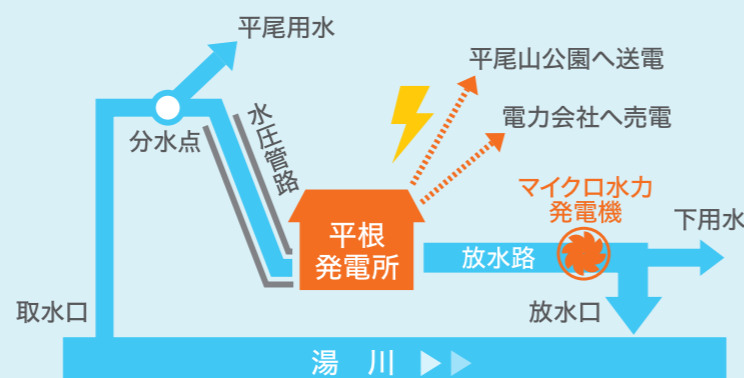 平尾用水
平尾山公園へ送電
電力会社へ売電
分水点
水圧管路
マイクロ水力
発電機
下用水
平根
発電所
放水路
取水口
放水口
湯 川